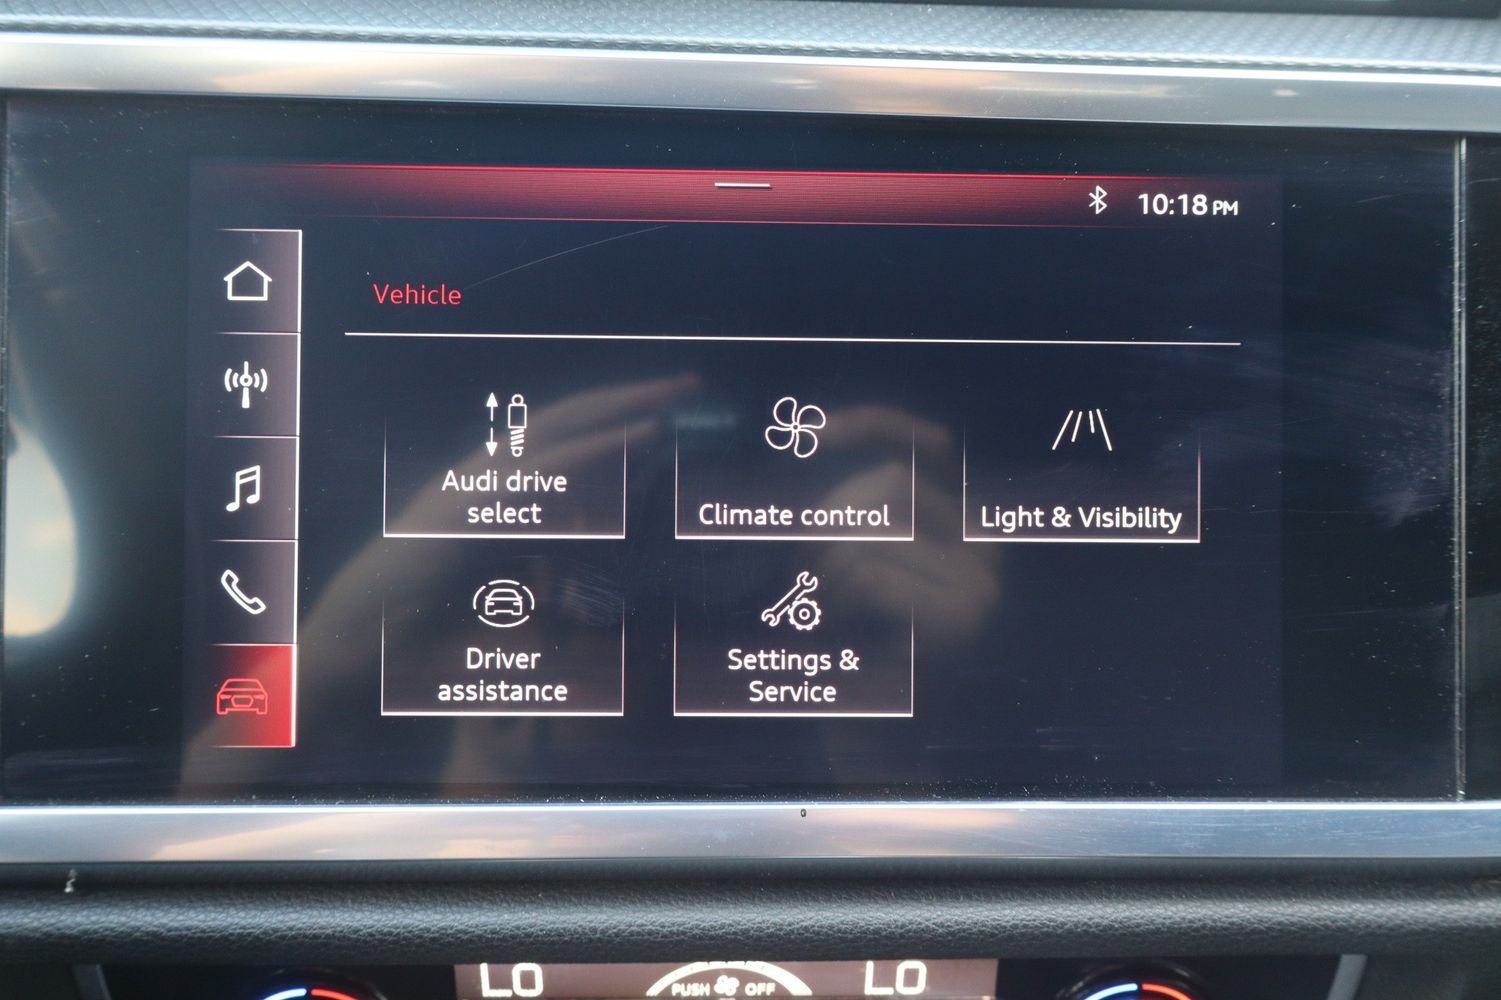 10:18 PM
Vehicle
Audi drive
select
Climate control
Light & Visibility
Driver
assistance
Settings &
Service
LO
PUSH OFF
LO